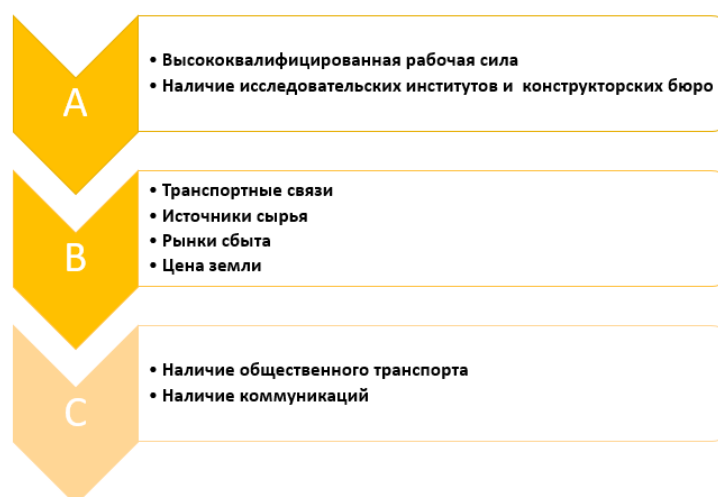 A
• Высококвалифицированная рабочая сила
• Наличие исследовательских институтов и конструкторских бюро
B
• Транспортные связи
• Источники сырья
• Рынки сбыта
• Цена земли
C
• Наличие общественного транспорта
• Наличие коммуникаций